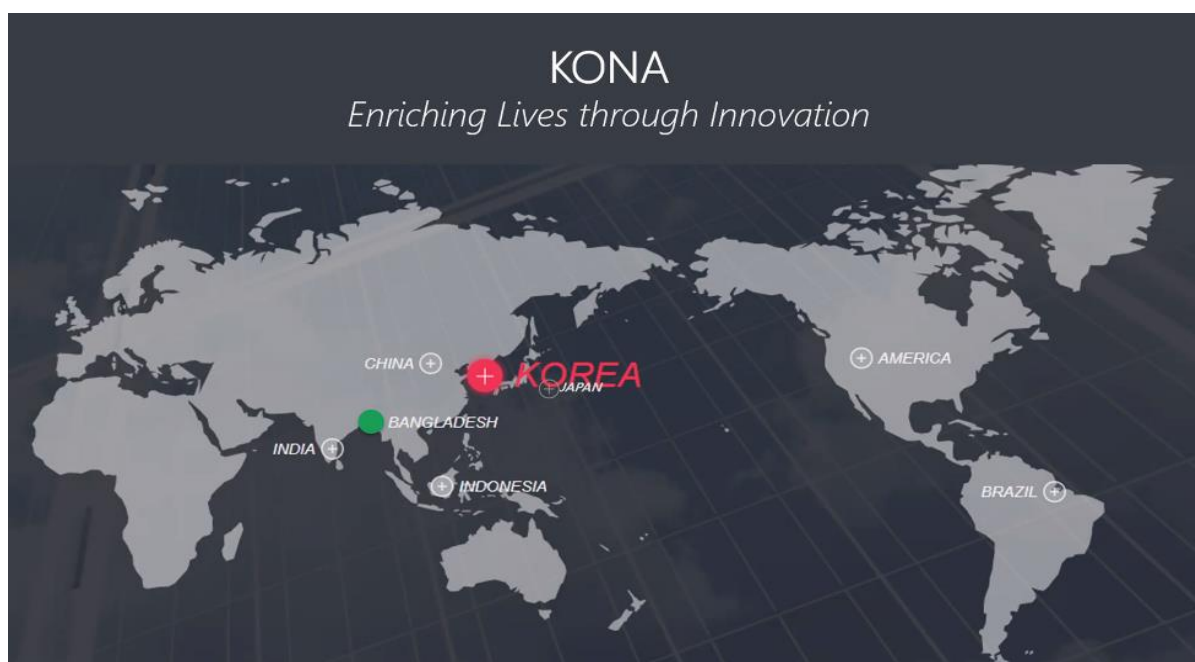 KONA
Enriching Lives through Innovation
CHINA
KOREA
AMERICA
JAPAN
BANGLADESH
INDIA
INDONESIA
BRAZIL